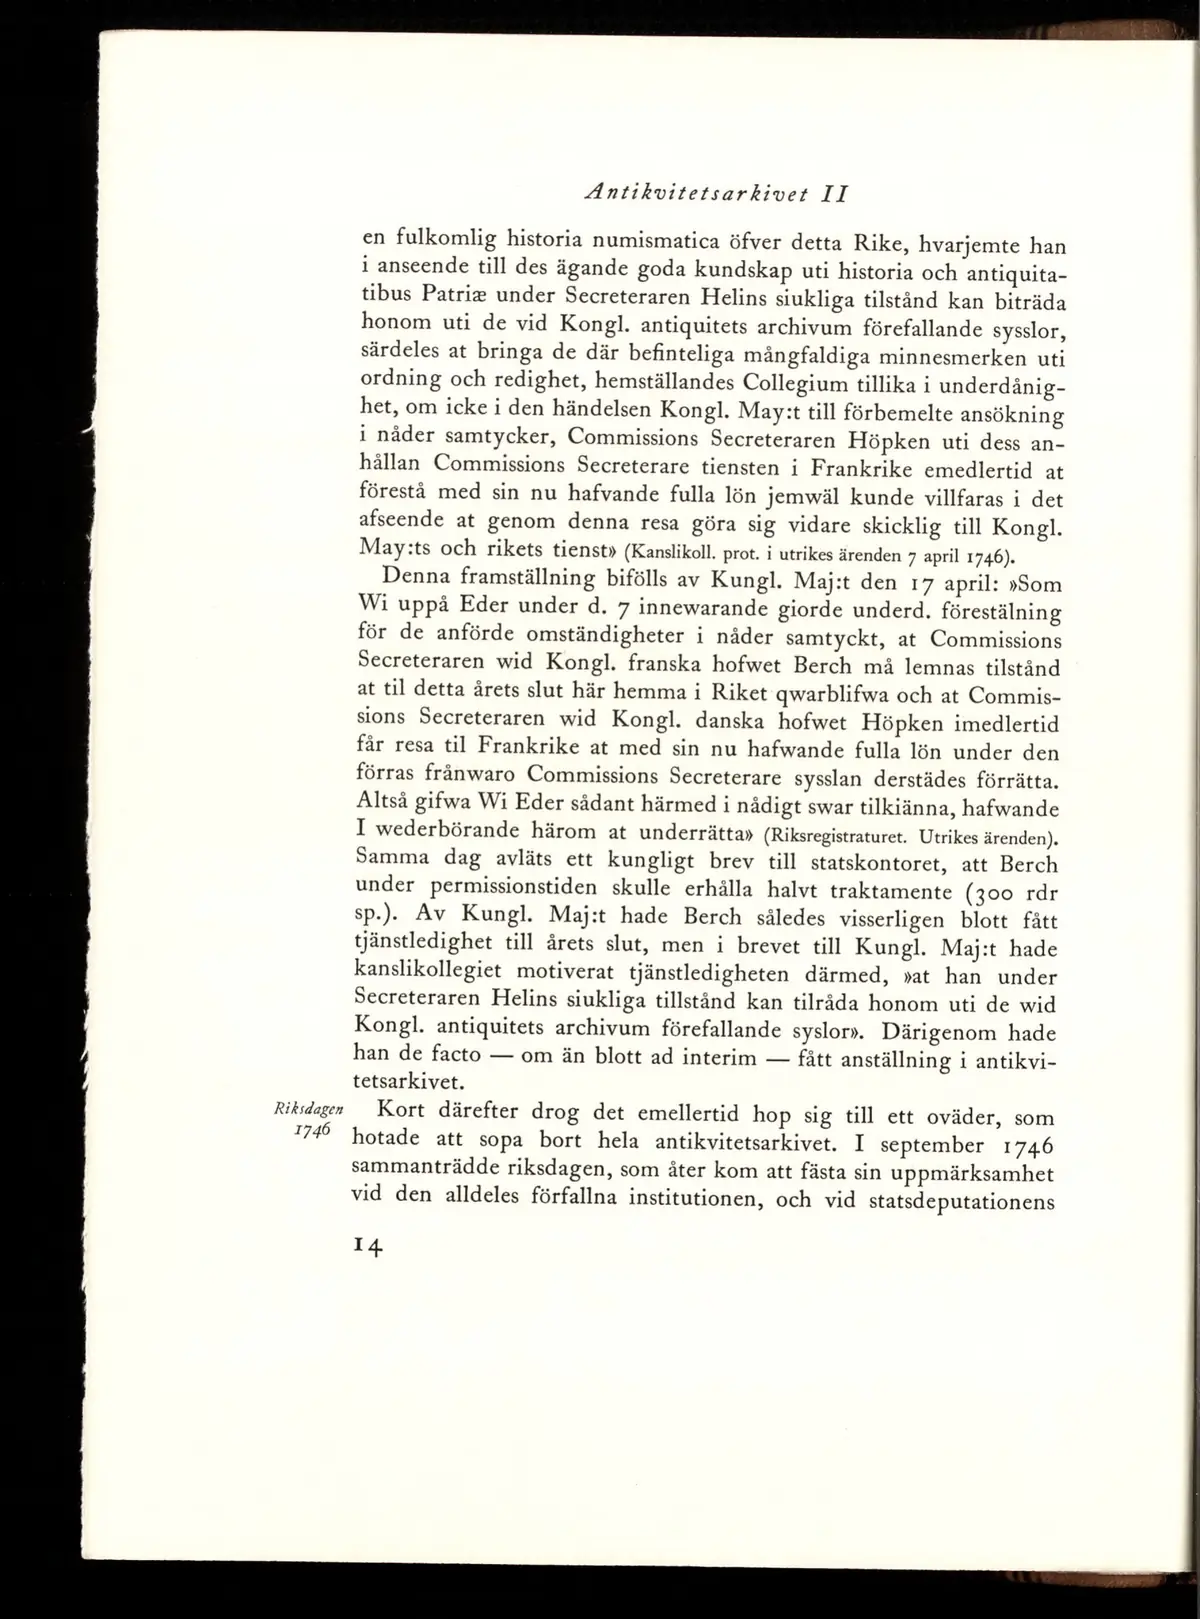 Antikvitetsarkivet II
en fulkomlig historia numismatica öfver detta Rike, hvarjemte han
i anseende till des ägande goda kundskap uti historia och antiquita-
tibus Patriæ under Secreteraren Helins siukliga tilstånd kan biträda
honom uti de vid Kongl. antiquitets archivum förefallande sysslor,
särdeles at bringa de där befinteliga mångfaldiga minnesmerken uti
ordning och redighet, hemställandes Collegium tillika i underdånig-
het, om icke i den händelsen Kongl. May:t till förbemelte ansökning
i nåder samtycker, Commissions Secreteraren Höpken uti dess an-
hållan Commissions Secreterare tiensten i Frankrike emedlertid at
förestå med sin nu hafvande fulla lön jemwäl kunde villfaras i det
afseende at genom denna resa göra sig vidare skicklig till Kongl.
May:ts och rikets tienst» (Kanslikoll. prot. i utrikes ärenden 7 april 1746).
Denna framställning bifölls av Kungl. Maj:t den 17 april: »Som
Wi uppå Eder under d. 7 innewarande giorde underd. förestälning
för de anförde omständigheter i nåder samtyckt, at Commissions
Secreteraren wid Kongl. franska hofwet Berch må lemnas tilstånd
at til detta årets slut här hemma i Riket qwarblifwa och at Commis-
sions Secreteraren wid Kongl. danska hofwet Höpken imedlertid
får resa til Frankrike at med sin nu hafwande fulla lön under den
förras frånwaro Commissions Secreterare sysslan derstädes förrätta.
Altså gifwa Wi Eder sådant härmed i nådigt swar tilkiänna, hafwande
I wederbörande härom at underrätta» (Riksregistraturet. Utrikes ärenden).
Samma dag avläts ett kungligt brev till statskontoret, att Berch
under permissionstiden skulle erhålla halvt traktamente (300 rdr
sp.). Av Kungl. Maj:t hade Berch således visserligen blott fått
tjänstledighet till årets slut, men i brevet till Kungl. Maj:t hade
kanslikollegiet motiverat tjänstledigheten därmed, »at han under
Secreteraren Helins siukliga tillstånd kan tilråda honom uti de wid
Kongl. antiquitets archivum förefallande syslor». Därigenom hade
han de facto — om än blott ad interim — fått anställning i antikvi-
tetsarkivet.
Riksdagen
1746
Kort därefter drog det emellertid hop sig till ett oväder, som
hotade att sopa bort hela antikvitetsarkivet. I september 1746
sammanträdde riksdagen, som åter kom att fästa sin uppmärksamhet
vid den alldeles förfallna institutionen, och vid statsdeputationens
14